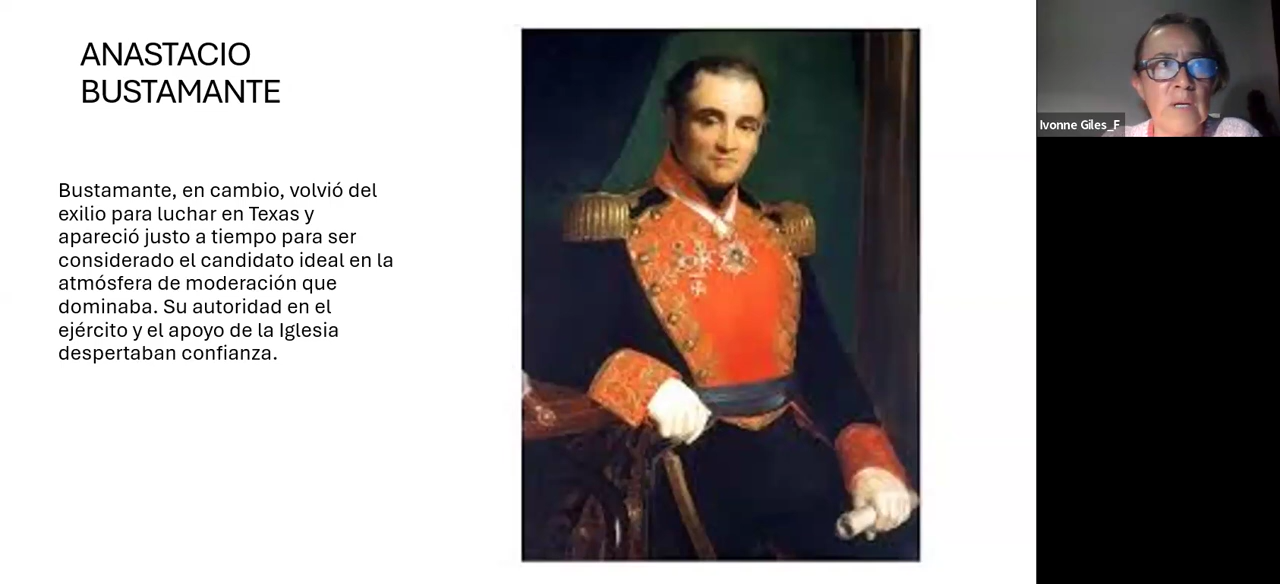 ANASTACIO
BUSTAMANTE
Bustamante, en cambio, volvió del
exilio para luchar en Texas y
apareció justo a tiempo para ser
considerado el candidato ideal en la
atmósfera de moderación que
dominaba. Su autoridad en el
ejército y el apoyo de la Iglesia
despertaban confianza.
Ivonne Giles_F